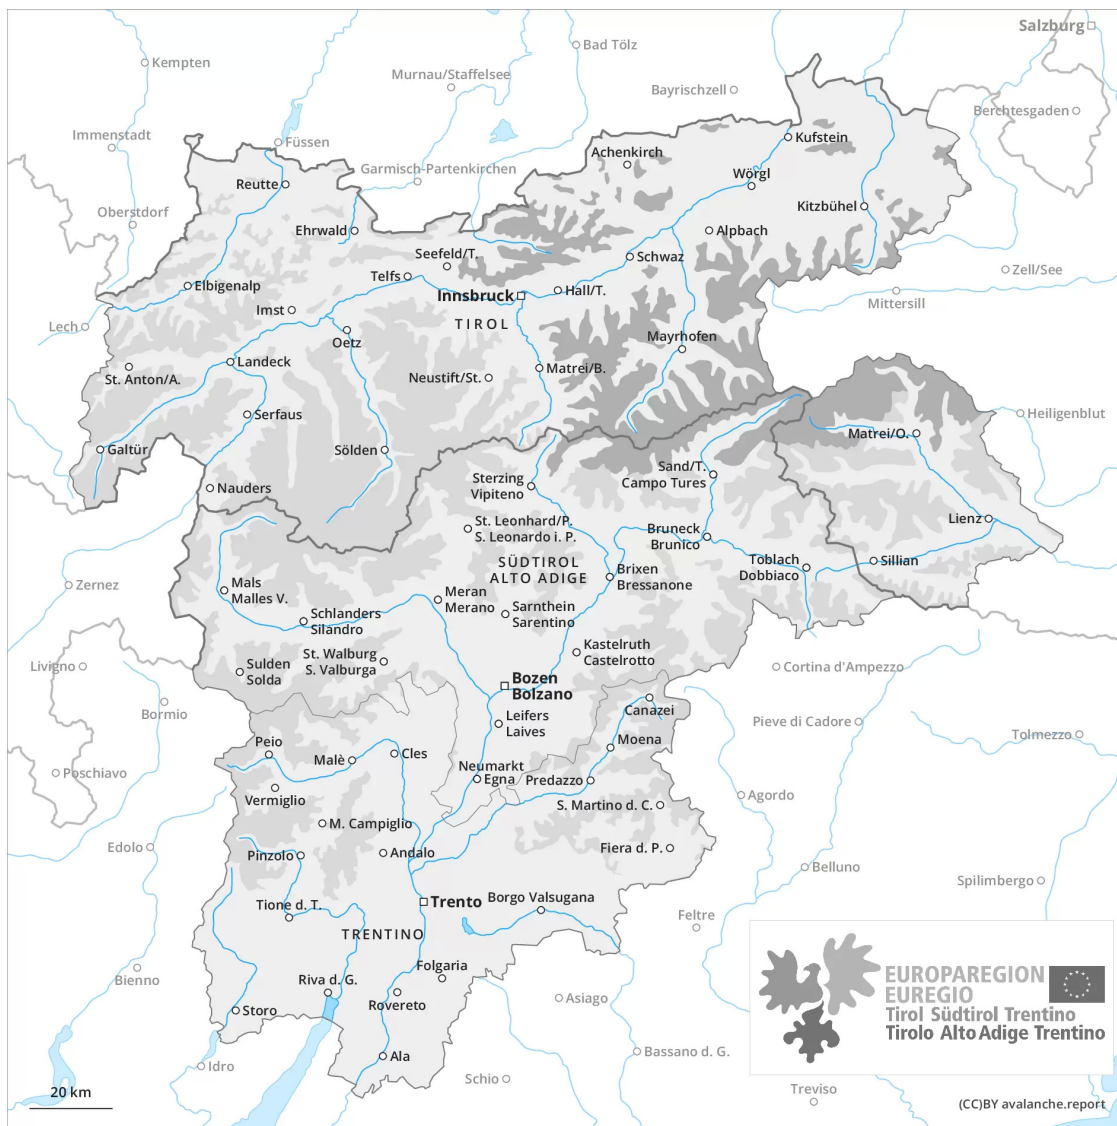 Salzburg
Bad Tölz
Kempten
Murnau/Staffelsee
Bayrischzell
Berchtesgaden
Immenstadt
Füssen
Kufstein
Achenkirch
Garmisch-Partenkirchen
Wörgl
Reutte
Oberstdorf
Kitzbühel
Ehrwald
Alpbach
Seefeld/T.
Schwaz
Telfs
Zell/See
Elbigenalp
Innsbruck
Hall/T.
Mittersill
Imst
TIROL
Lech
Oetz
Mayrhofen
Landeck
Matrei/B.
St. Anton/A.
Neustift/St.
Serfaus
Heiligenblut
Matrei/O.
Galtür
Sölden
Sand/T.
Campo Tures
Sterzing
Vipiteno
Nauders
Lienz
St. Leonhard/P.
S. Leonardo i. P.
Bruneck
Brunico
SÜDTIROL
ALTO ADIGE
Toblach
Dobbiaco
Sillian
Brixen
Bressanone
Zernez
Mals
Malles V.
Meran
Merano
Schlanders
Silandro
Sarnthein
Sarentino
Kastelruth
Castelrotto
St. Walburg
S. Valburga
Livigno
Sulden
Solda
Cortina d'Ampezzo
Bozen
Bolzano
Bormio
Canazei
Leifers
Laives
Pieve di Cadore
Tolmezzo
Peio
Moena
Cles
Malè
Neumarkt
Egna
Predazzo
Poschiavo
Vermiglio
Agordo
S. Martino d. C.
M. Campiglio
Edolo
Pinzolo
Andalo
Fiera d. P.
Belluno
Spilimbergo
Borgo Valsugana
Trento
Tione d. T.
Feltre
TRENTINO
Bienno
Folgaria
Riva d. G.
Rovereto
Asiago
Storo
EUROPAREGION
EUREGIO
Tirol Südtirol Trentino
Tirolo Alto Adige Trentino
Ala
Bassano d. G.
Idro
Schio
Treviso
20 km
(CC)BY avalanche.report